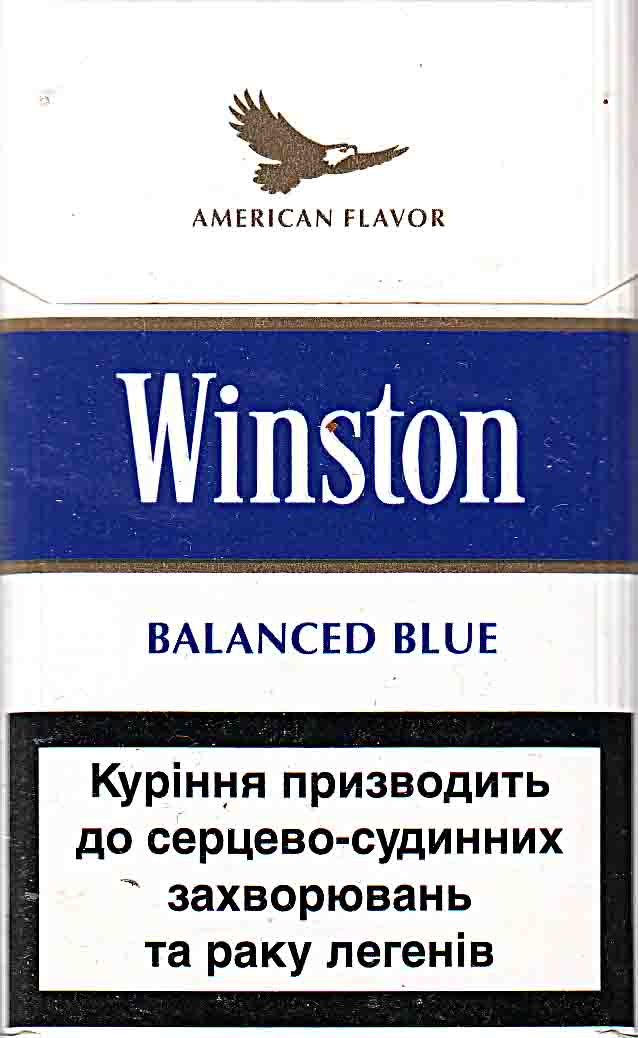 AMERICAN FLAVOR
Winston
BALANCED BLUE
Куріння призводить
до серцево-судинних
захворювань
та раку легенів